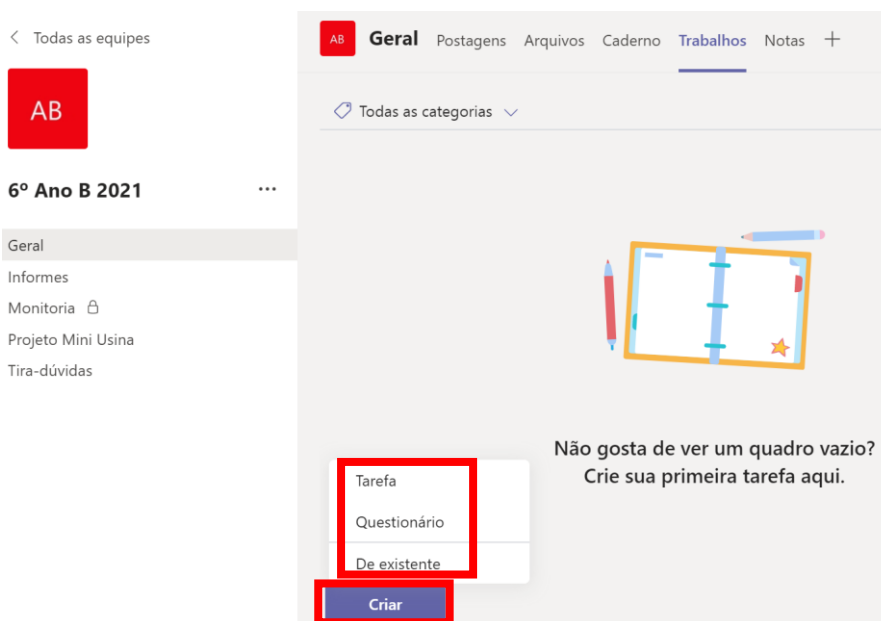 Todas as equipes
AB
6º Ano B 2021
Geral
Informes
Monitoria
Projeto Mini Usina
Tira-dúvidas
AB Geral Postagens Arquivos Caderno Trabalhos Notas
Todas as categorias
Não gosta de ver um quadro vazio?
Crie sua primeira tarefa aqui.
Tarefa
Questionário
De existente
Criar